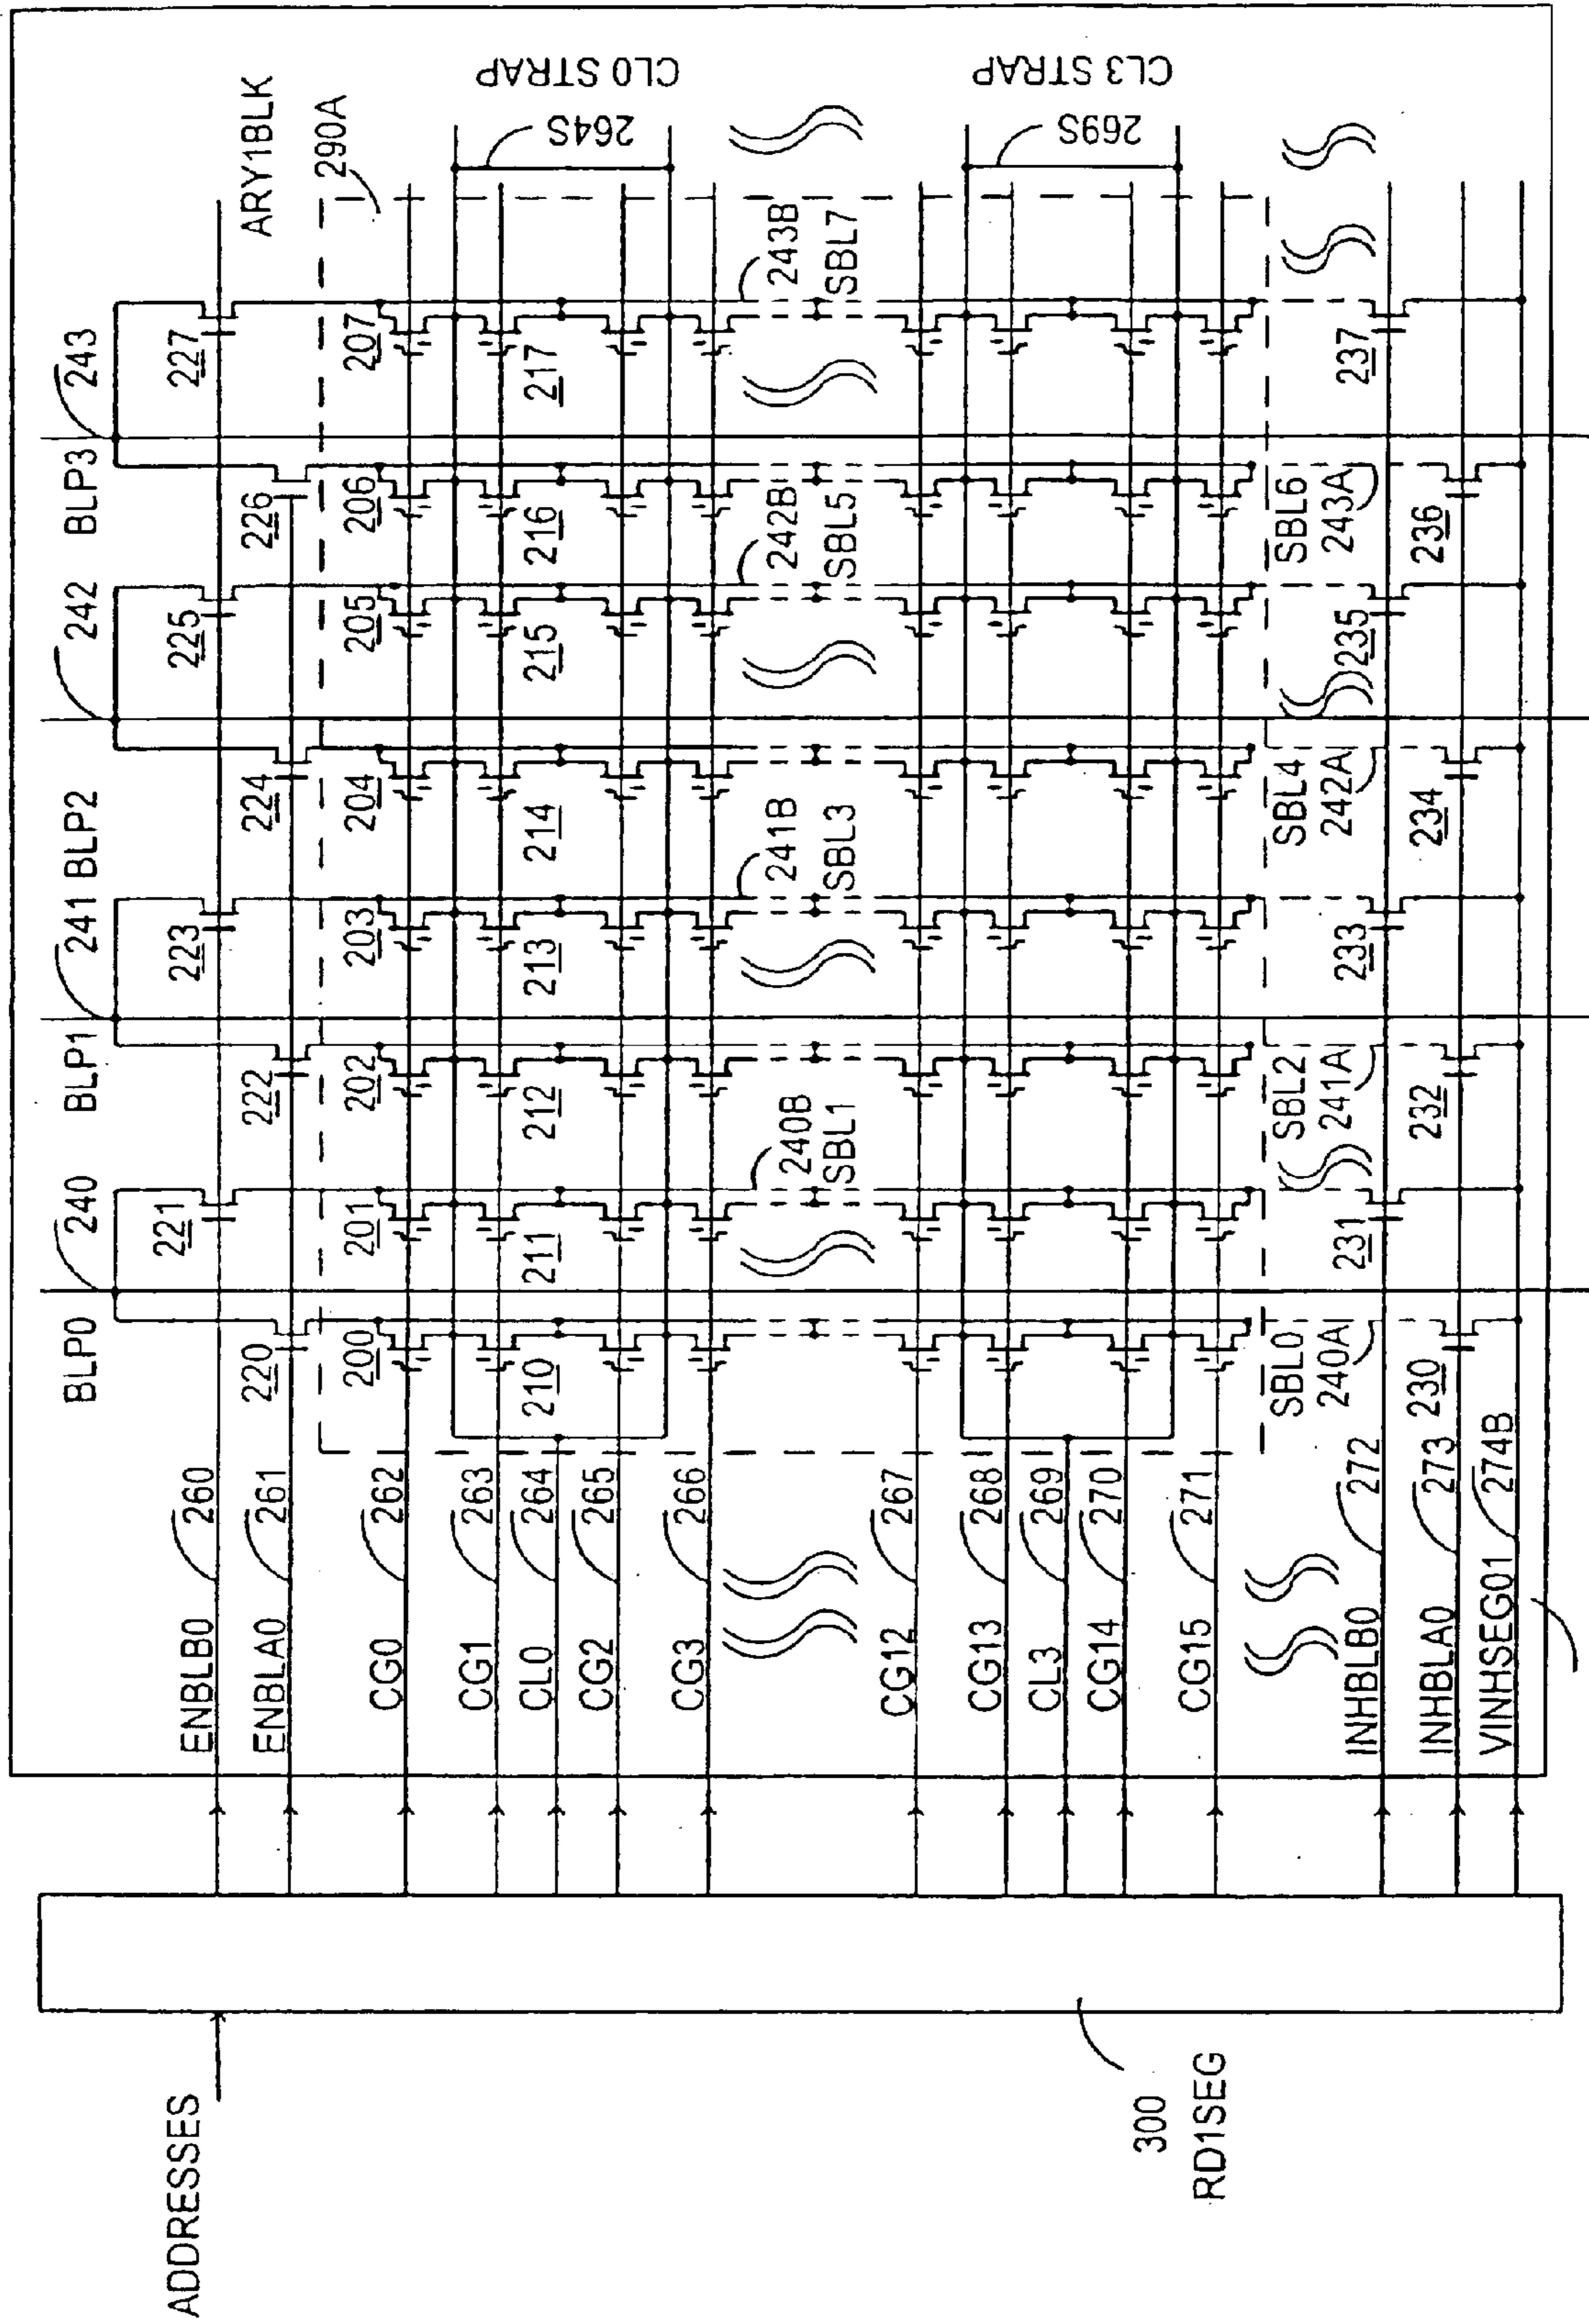 ADDRESSES
300
RD1SEG
ENBLB0 260
ENBLA0 261
CG0 262
CG1 263
CL0 264
CG2 265
CG3 266
CG12 267
CG13 268
CL3 269
CG14 270
CG15 271
INHBLB0 272
INHBLA0 273
VINHSEG01 274B
BLP0 240
BLP1 241
BLP2 242
BLP3 243
220 221 222 223 224 225 226 227
ARY1BLK
290A
200 201 202 203 204 205 206 207
210 211 212 213 214 215 216 217
CL0 STRAP
264S
240B
SBL1
241B
SBL3
242B
SBL5
243B
SBL7
CL3 STRAP
269S
SBL0
240A
SBL2
241A
SBL4
242A
SBL6
243A
231 233 235 237
230 232 234 236